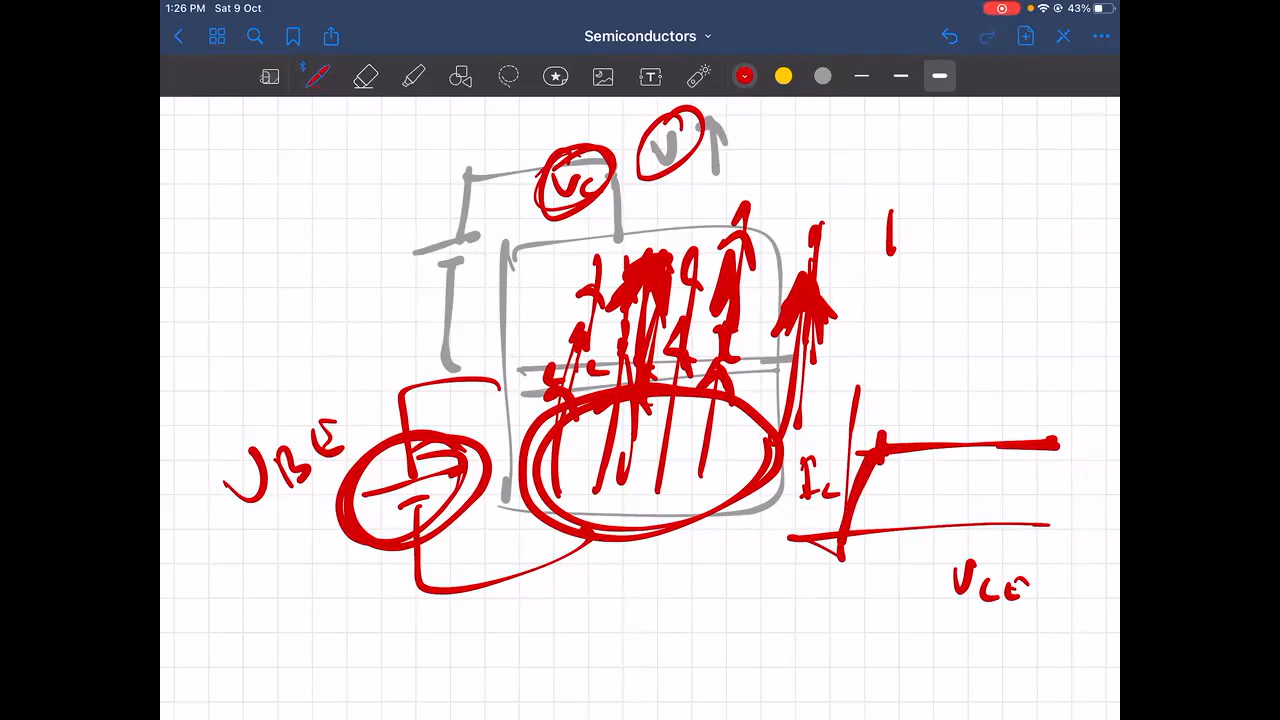 1:26 PM Sat 9 Oct
43%
Semiconductors
T
V
Vc
VBE
Ic
VCE